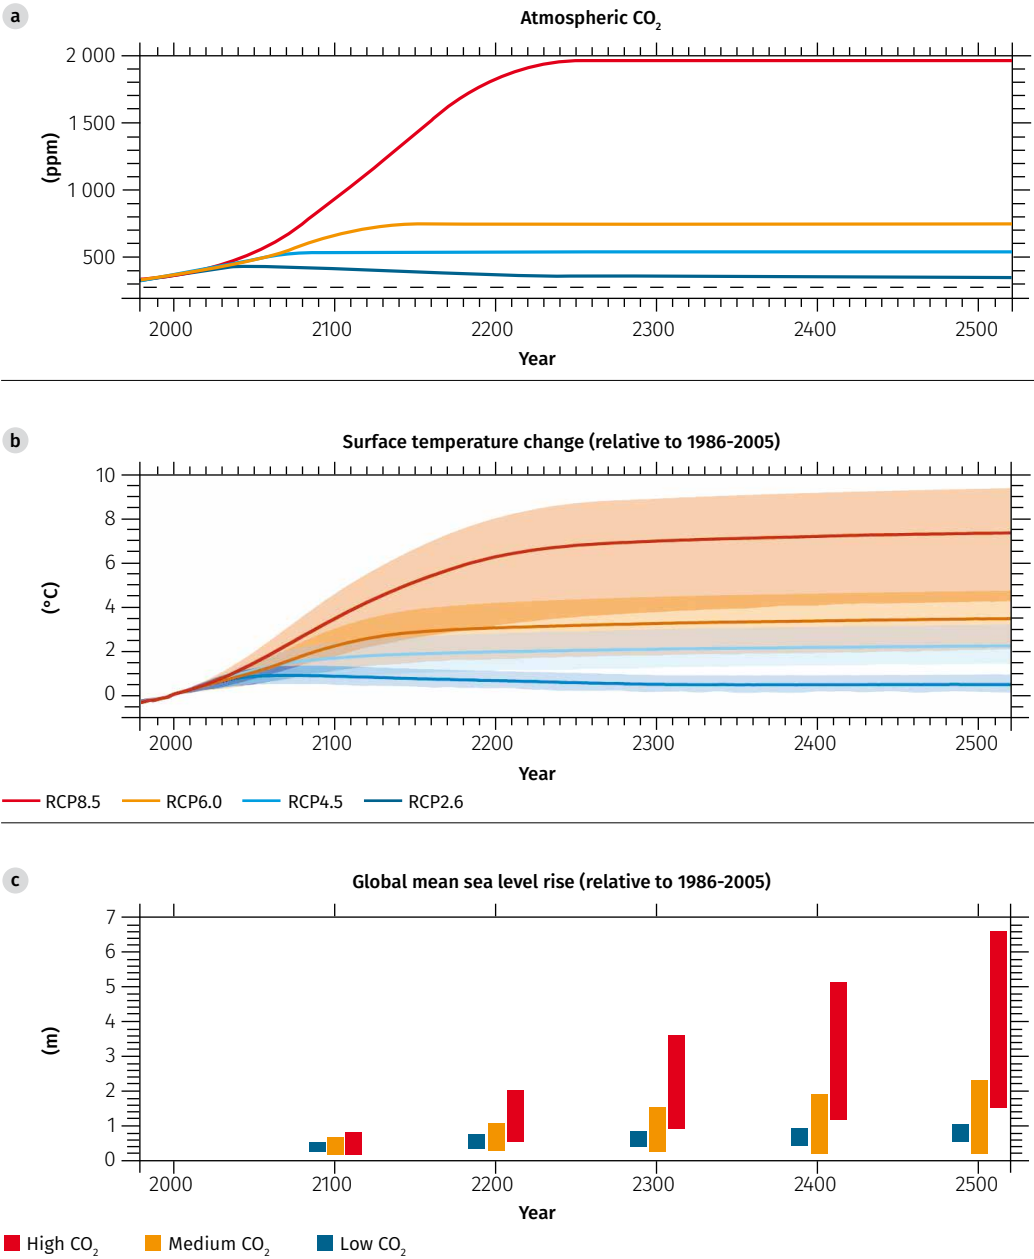 a
Atmospheric CO₂
2 000
1 500
1 000
500
(ppm)
2000 2100 2200 2300 2400 2500
Year
b
Surface temperature change (relative to 1986-2005)
10
8
6
4
2
0
(°C)
2000 2100 2200 2300 2400 2500
Year
RCP8.5 RCP6.0 RCP4.5 RCP2.6
c
Global mean sea level rise (relative to 1986-2005)
7
6
5
4
3
2
1
0
(m)
2000 2100 2200 2300 2400 2500
Year
High CO₂ Medium CO₂ Low CO₂